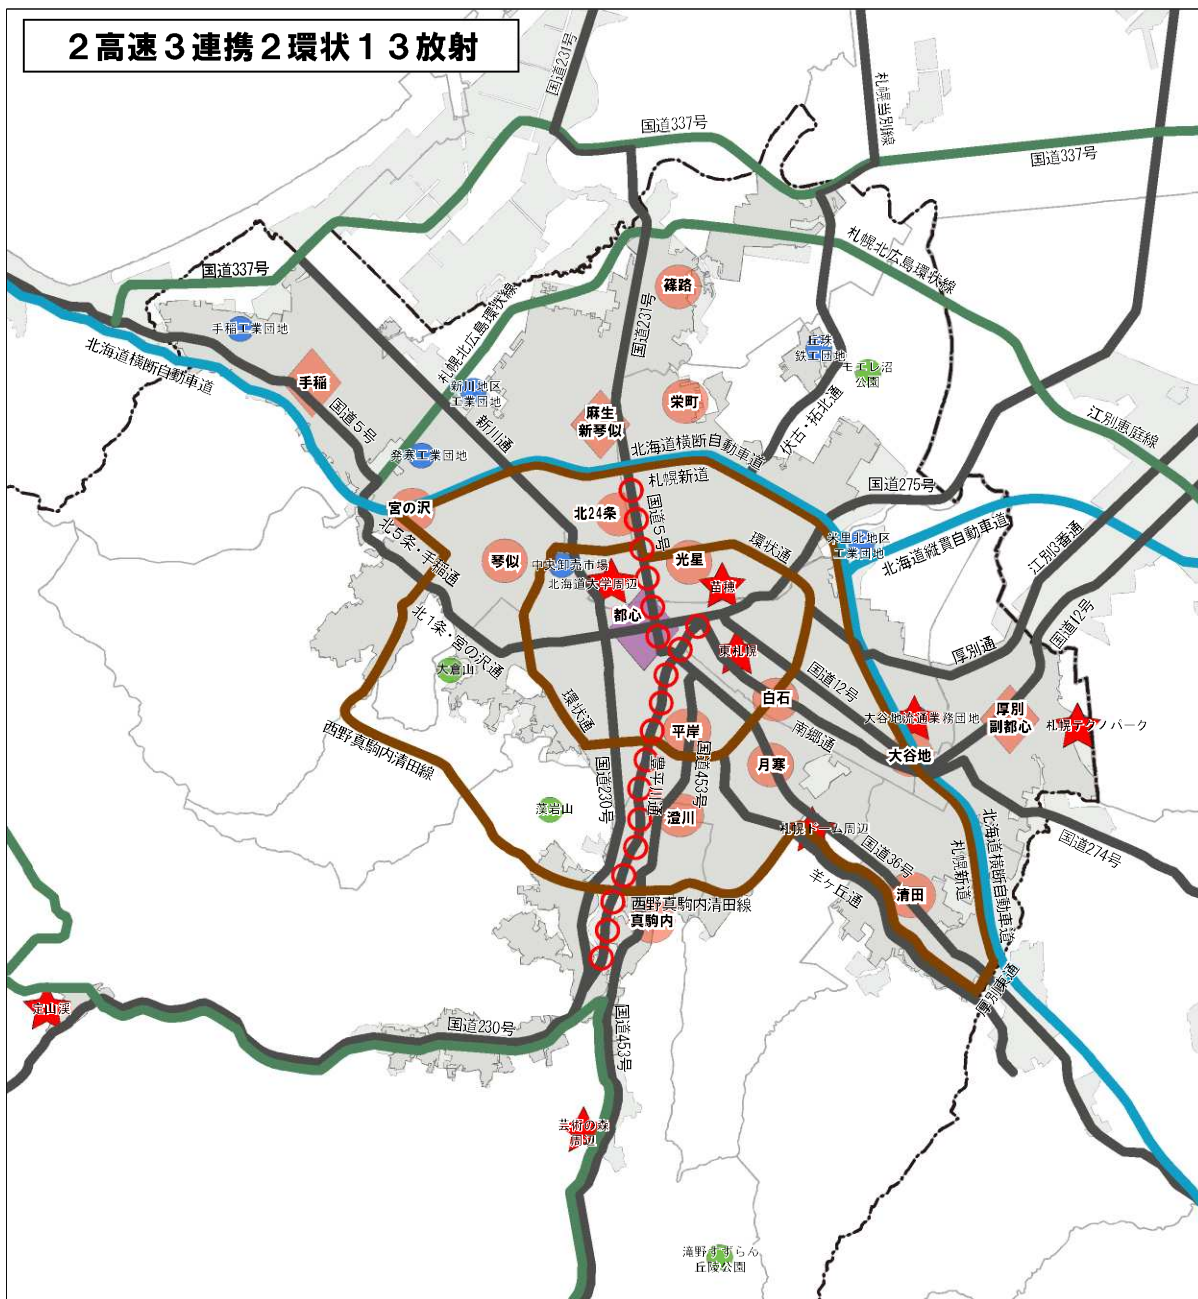 ２高速３連携２環状１３放射
国道231号
札幌当別線
国道337号
国道337号
国道337号
札幌北広島環状線
篠路
国道231号
手稲工業団地
北海道横断自動車道
札幌北広島環状線
丘珠
鉄工団地
モエレ沼
公園
手稲
新川地区
工業団地
栄町
国道5号
麻生
新琴似
新川通
伏古・拓北通
江別恵庭線
北海道横断自動車道
発寒工業団地
札幌新道
国道275号
宮の沢
北24条
国道5号
北5条・手稲通
環状通
米里北地区
工業団地
北海道縦貫自動車道
江別3番通
琴似
中央卸売市場
光星
北海道大学周辺
苗穂
都心
北1条・宮の沢通
国道12号
厚別通
東札幌
大倉山
国道12号
白石
環状通
大谷地流通業務団地
厚別
副都心
札幌テクノパーク
西野真駒内清田線
平岸
南郷通
国道453号
大谷地
月寒
国道230号
豊平川通
藻岩山
澄川
札幌ドーム周辺
北海道横断自動車道
国道274号
国道36号
札幌新道
羊ヶ丘通
清田
西野真駒内清田線
真駒内
厚別東通
定山渓
国道230号
国道453号
芸術の森
周辺
滝野すずらん
丘陵公園